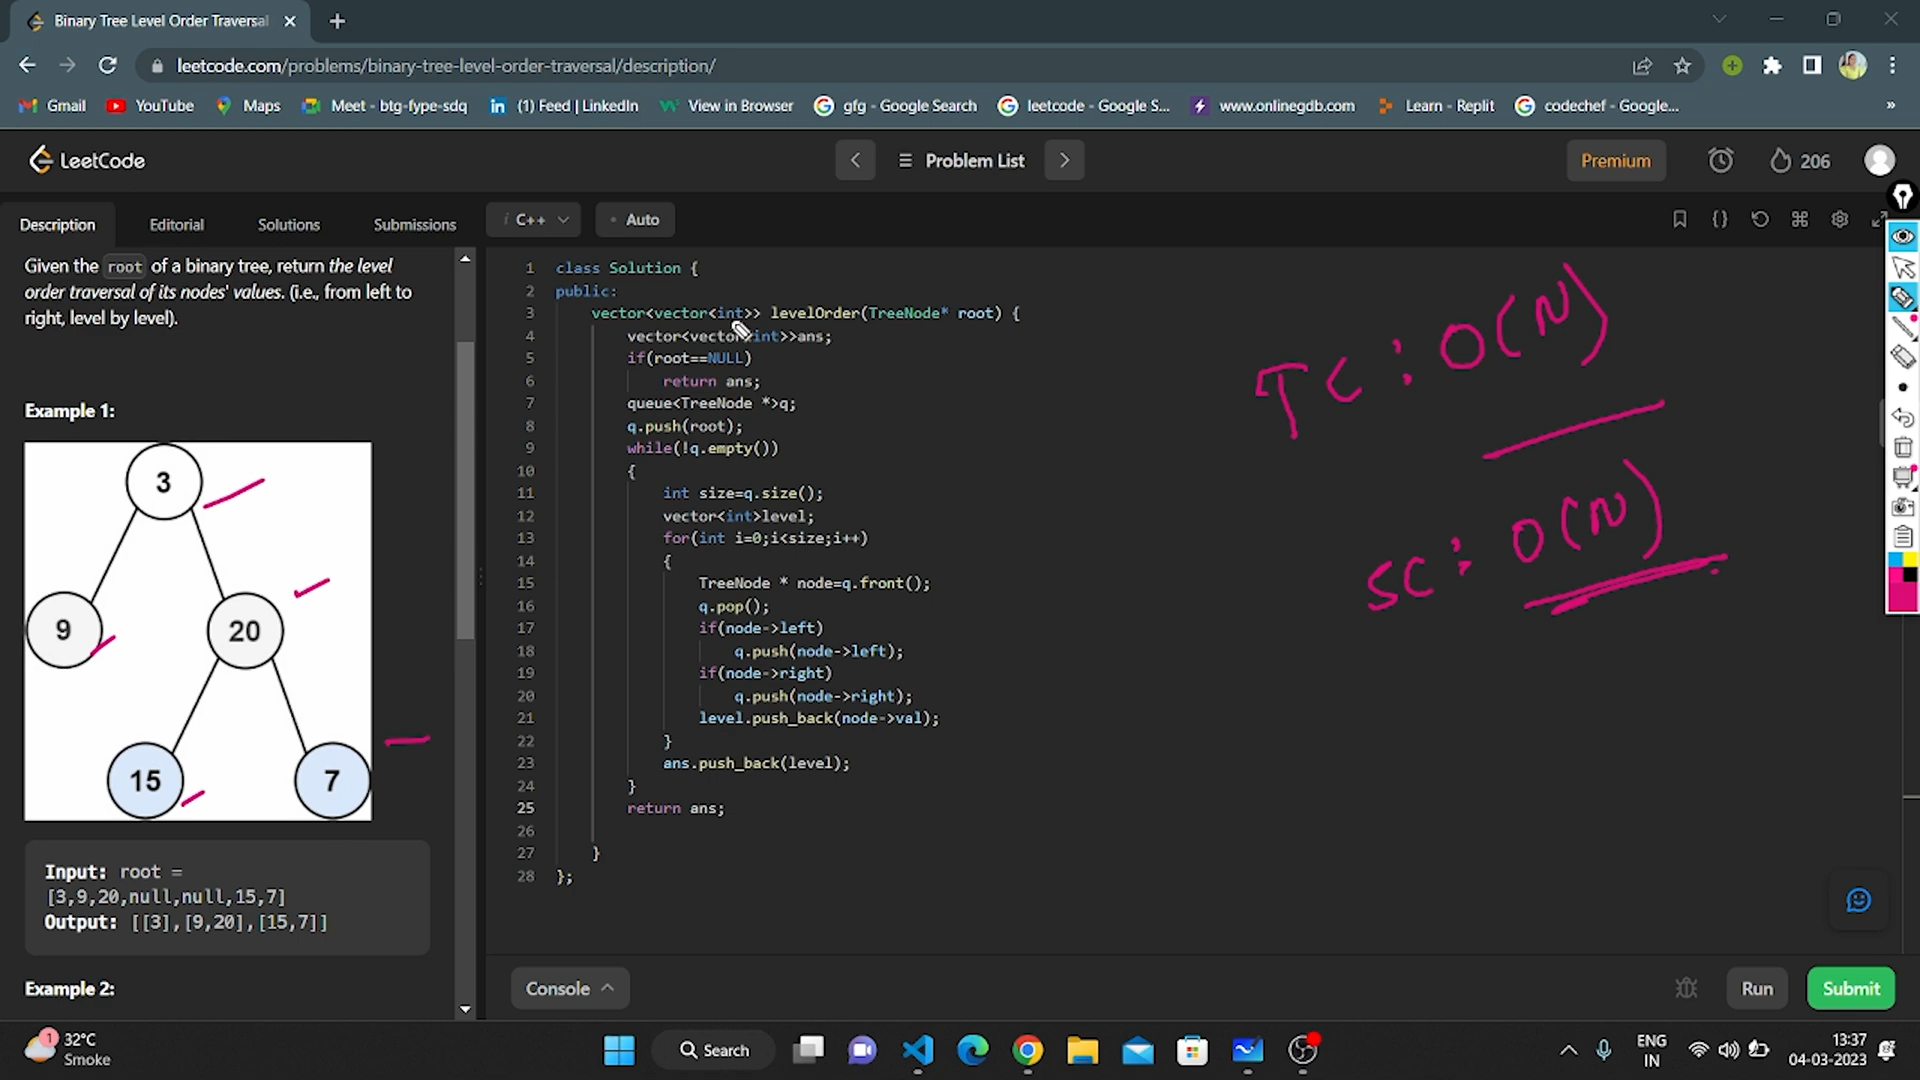 Binary Tree Level Order Traversal
leetcode.com/problems/binary-tree-level-order-traversal/description/
Gmail YouTube Maps Meet - btg-fype-sdq (1) Feed | LinkedIn View in Browser gfg - Google Search leetcode - Google S... www.onlinegdb.com Learn - Replit codechef - Google... »
LeetCode Problem List Premium 206
Description Editorial Solutions Submissions
i C++ • Auto
Given the root of a binary tree, return the level
order traversal of its nodes' values. (i.e., from left to
right, level by level).
Example 1:
3
9 20
15 7
Input: root =
[3,9,20,null,null,15,7]
Output: [[3],[9,20],[15,7]]
Example 2:
1 class Solution {
2 public:
3 vector<vector<int>> levelOrder(TreeNode* root) {
4 vector<vector<int>>ans;
5 if(root==NULL)
6 return ans;
7 queue<TreeNode *>q;
8 q.push(root);
9 while(!q.empty())
10 {
11 int size=q.size();
12 vector<int>level;
13 for(int i=0;i<size;i++)
14 {
15 TreeNode * node=q.front();
16 q.pop();
17 if(node->left)
18 q.push(node->left);
19 if(node->right)
20 q.push(node->right);
21 level.push_back(node->val);
22 }
23 ans.push_back(level);
24 }
25 return ans;
26
27 }
28 };
TC : O(N)
SC : O(N)
Console Run Submit
1 32°C
Smoke
Search
ENG
IN
13:37
04-03-2023